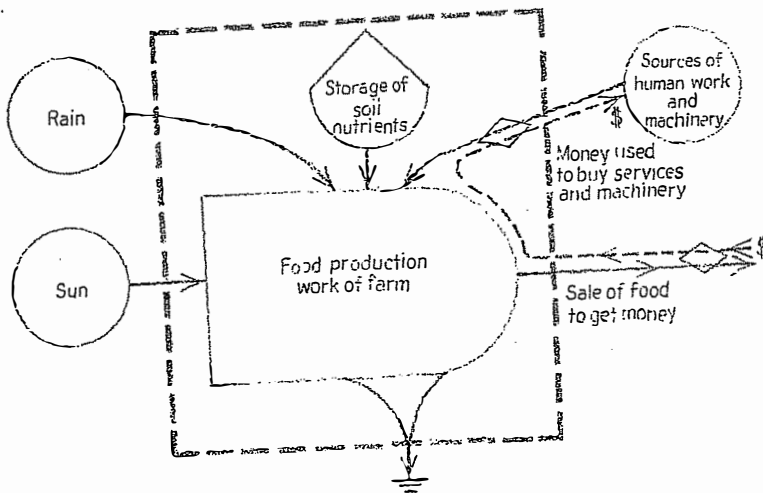 Rain
Storage of
soil
nutrients
Sources of
human work
and
machinery
$
Money used
to buy services
and machinery
Sun
Food production
work of farm
$
Sale of food
to get money